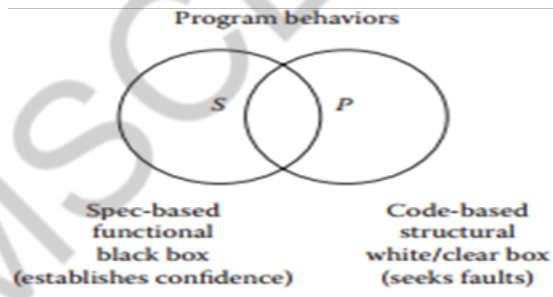 Program behaviors
S P
Spec-based
functional
black box
(establishes confidence)
Code-based
structural
white/clear box
(seeks faults)